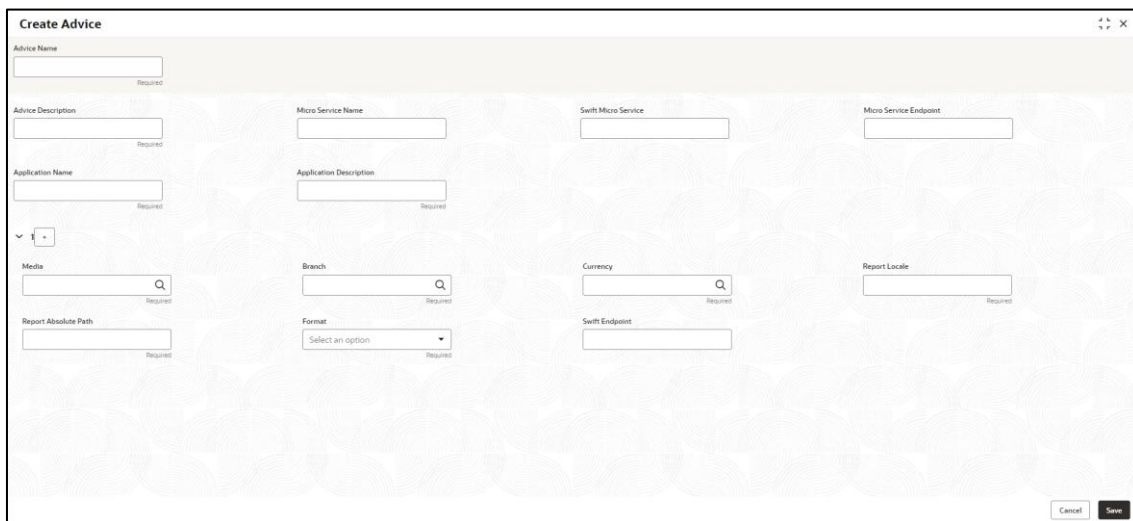 Create Advice
Advice Name
Required
Advice Description Micro Service Name Swift Micro Service Micro Service Endpoint
Required
Application Name Application Description
Required Required
1
Media Branch Currency Report Locale
Required Required Required Required
Report Absolute Path Format Swift Endpoint
Select an option
Required Required
Cancel Save